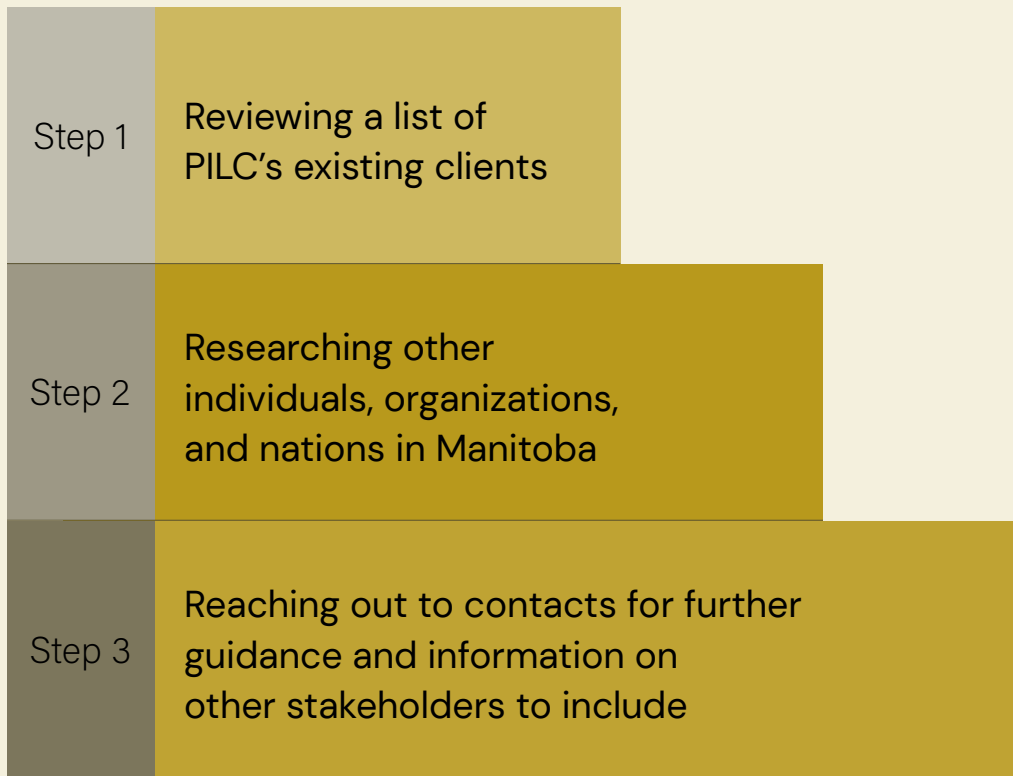 Step 1
Reviewing a list of
PILC’s existing clients
Step 2
Researching other
individuals, organizations,
and nations in Manitoba
Step 3
Reaching out to contacts for further
guidance and information on
other stakeholders to include